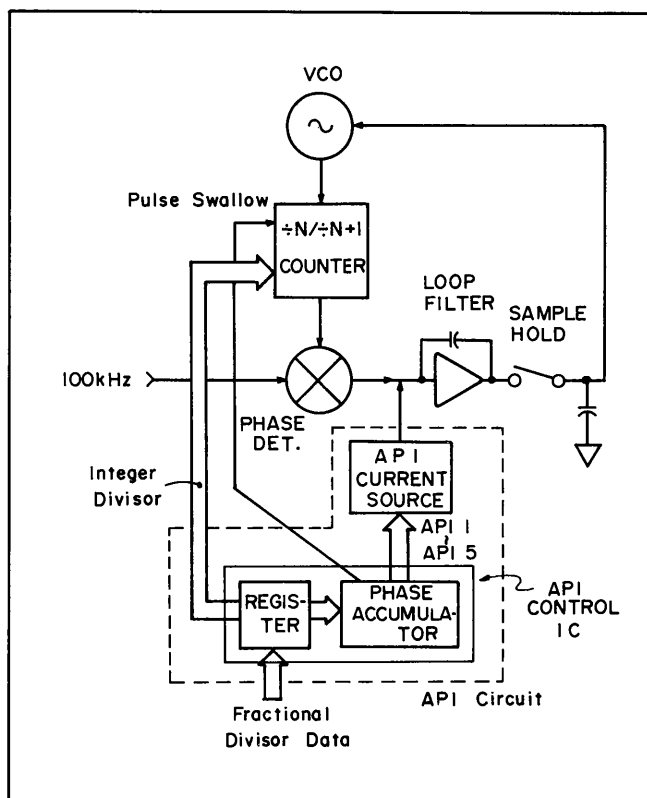 VCO
Pulse Swallow
÷N/÷N+1
COUNTER
LOOP
FILTER
SAMPLE
HOLD
100kHz
PHASE
DET.
Integer
Divisor
API
CURRENT
SOURCE
API 1
~
API 5
REGIS-
TER
PHASE
ACCUMULA-
TOR
API
CONTROL
IC
API Circuit
Fractional
Divisor Data